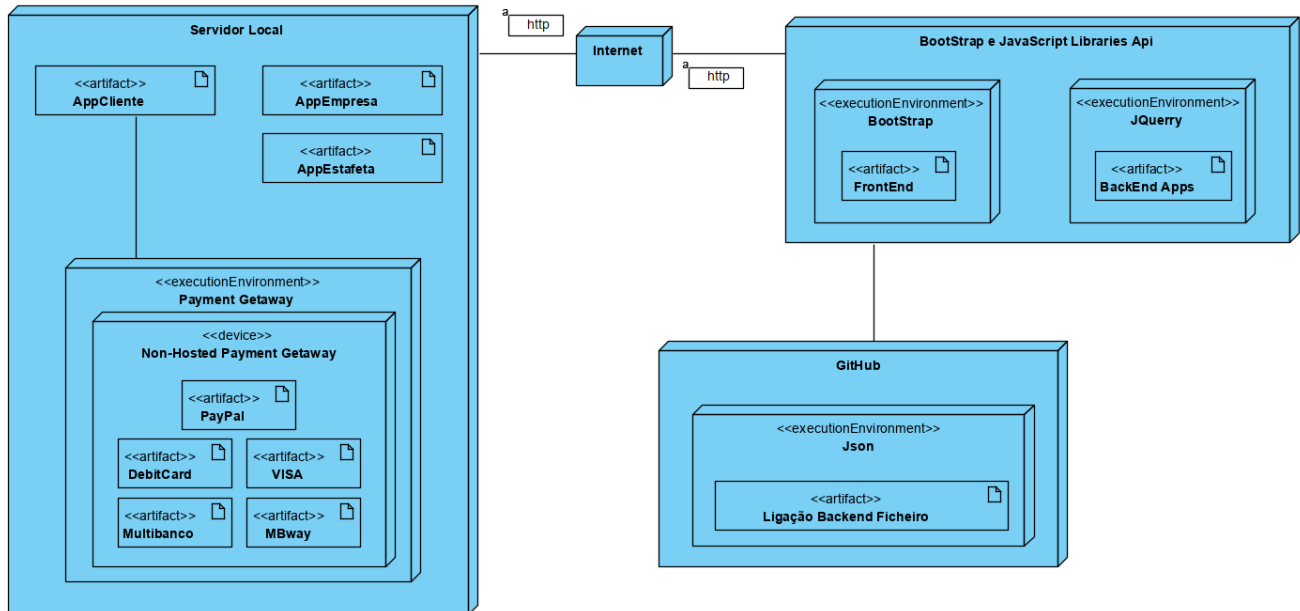 Servidor Local
<<artifact>>
AppCliente
<<artifact>>
AppEmpresa
<<artifact>>
AppEstafeta
<<executionEnvironment>>
Payment Getaway
<<device>>
Non-Hosted Payment Getaway
<<artifact>>
PayPal
<<artifact>>
DebitCard
<<artifact>>
VISA
<<artifact>>
Multibanco
<<artifact>>
MBway
a
http
Internet
a
http
BootStrap e JavaScript Libraries Api
<<executionEnvironment>>
BootStrap
<<artifact>>
FrontEnd
<<executionEnvironment>>
JQuerry
<<artifact>>
BackEnd Apps
GitHub
<<executionEnvironment>>
Json
<<artifact>>
Ligação Backend Ficheiro